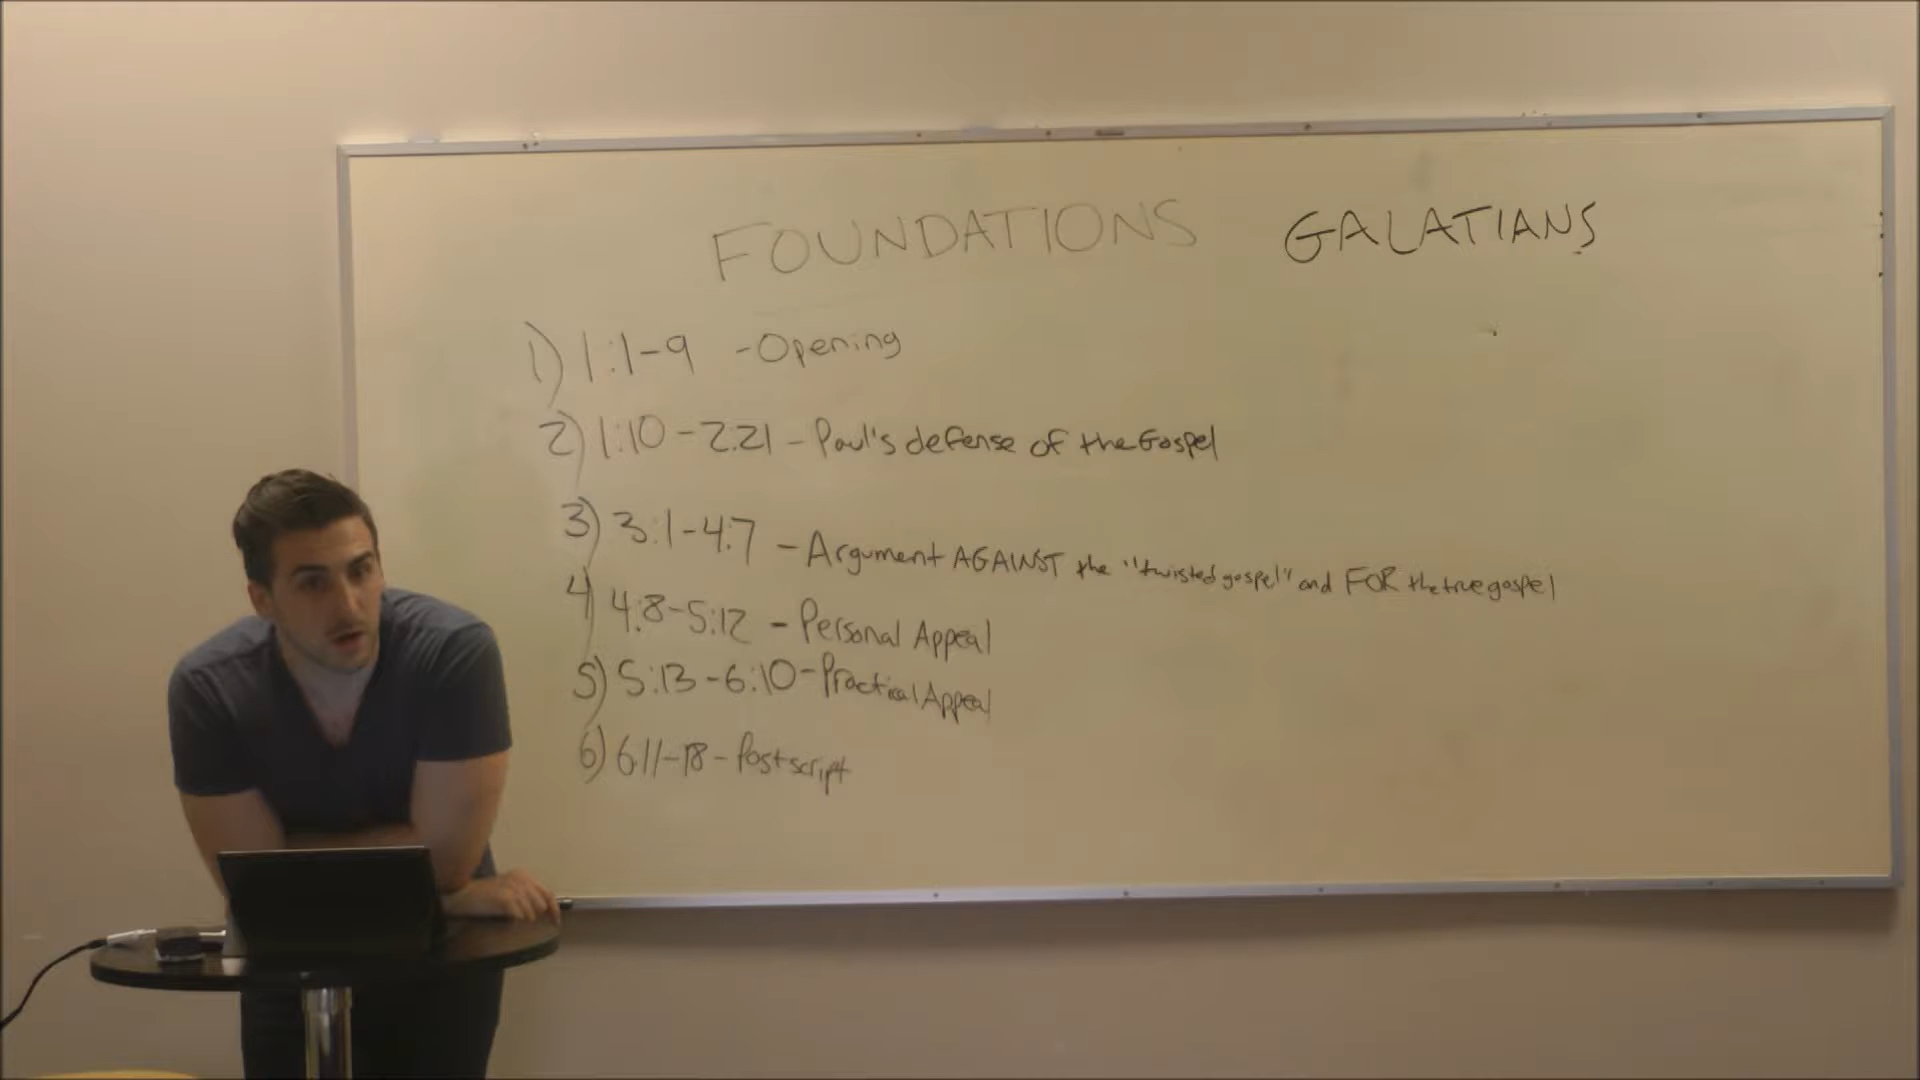 FOUNDATIONS GALATIANS
1) 1:1-9 -Opening
2) 1:10-2:21 - Paul's defense of the Gospel
3) 3:1-4:7 - Argument AGAINST the "twisted gospel" and FOR the true gospel
4) 4:8-5:12 - Personal Appeal
5) 5:13-6:10-Practical Appeal
6) 6:11-18 - Postscript